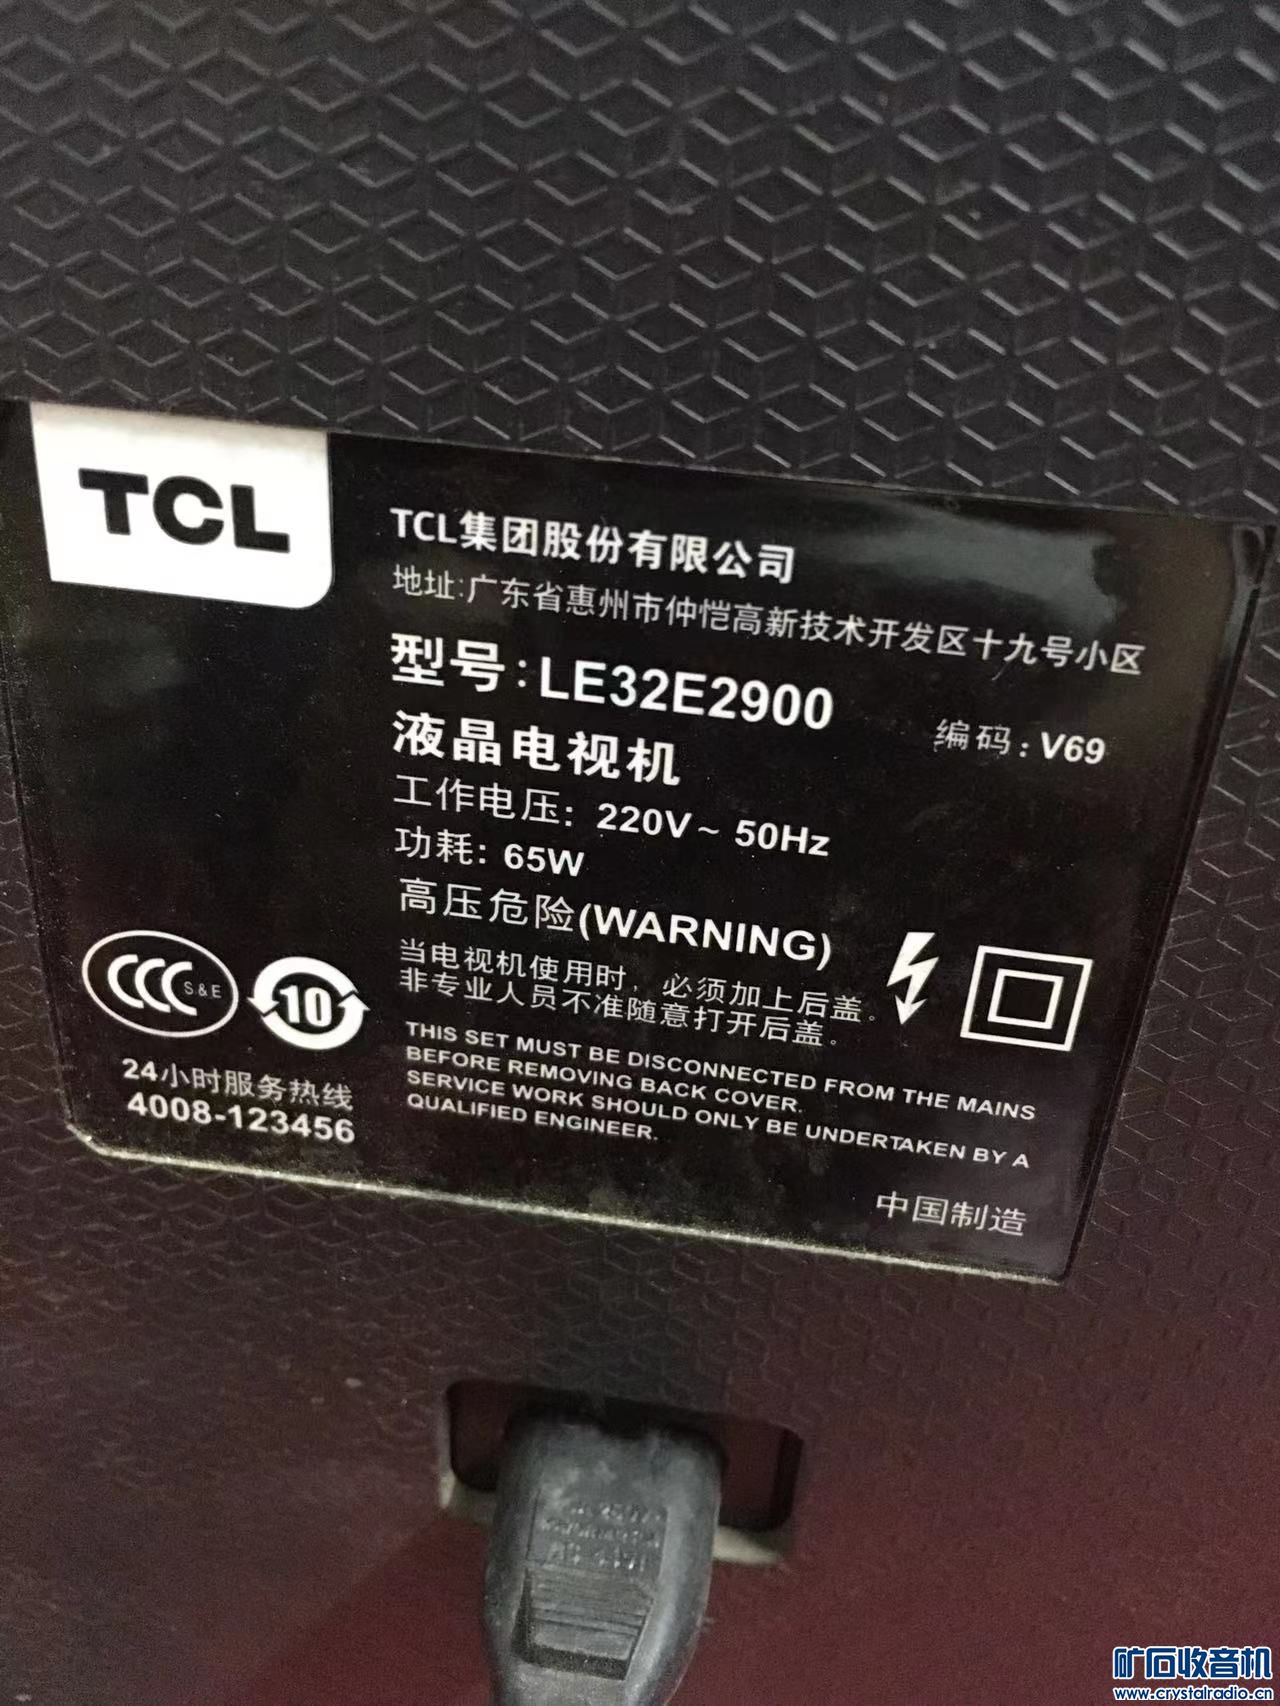 TCL
TCL集团股份有限公司
地址:广东省惠州市仲恺高新技术开发区十九号小区
型号:LE32E2900
编码:V69
液晶电视机
工作电压: 220V~ 50Hz
功耗: 65W
高压危险(WARNING)
当电视机使用时，必须加上后盖。
非专业人员不准随意打开后盖。
THIS SET MUST BE DISCONNECTED FROM THE MAINS
BEFORE REMOVING BACK COVER.
SERVICE WORK SHOULD ONLY BE UNDERTAKEN BY A
QUALIFIED ENGINEER.
CCC S&E
10
24小时服务热线
4008-123456
中国制造
矿石收音机
www.crystalradio.cn